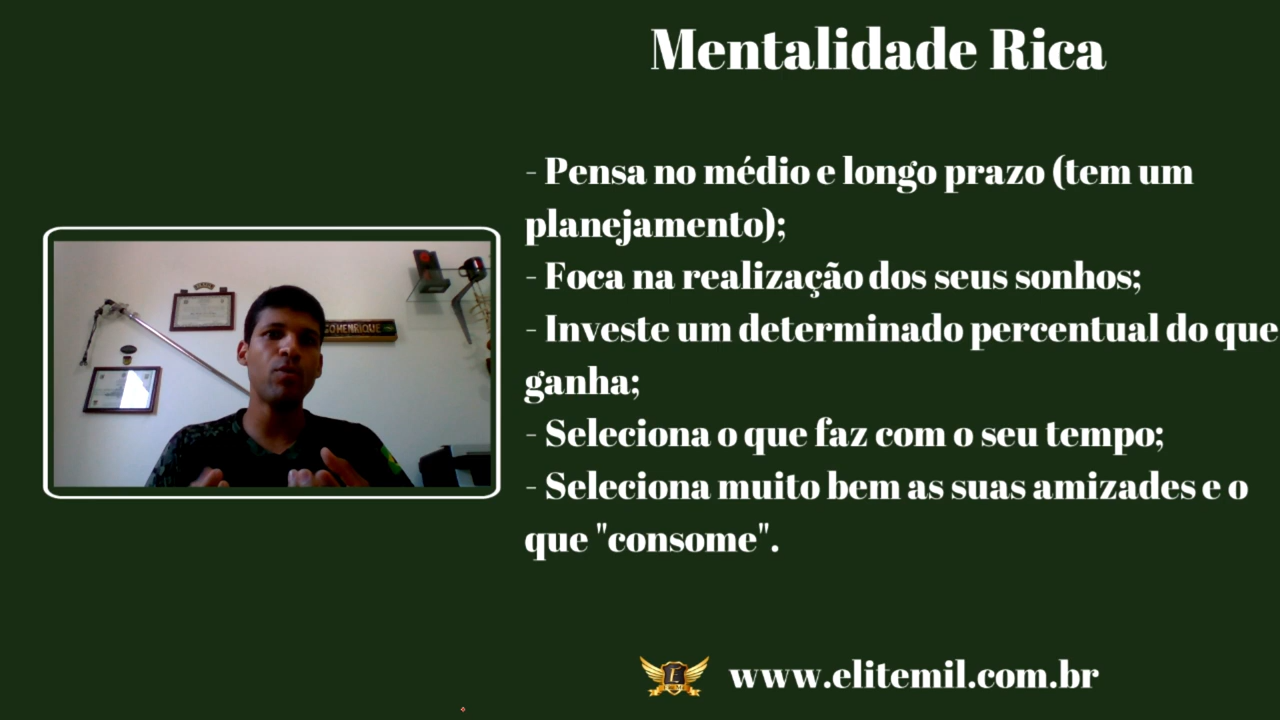 Mentalidade Rica
- Pensa no médio e longo prazo (tem um
planejamento);
- Foca na realização dos seus sonhos;
- Investe um determinado percentual do que
ganha;
- Seleciona o que faz com o seu tempo;
- Seleciona muito bem as suas amizades e o
que "consome".
GO HENRIQUE
www.elitemil.com.br